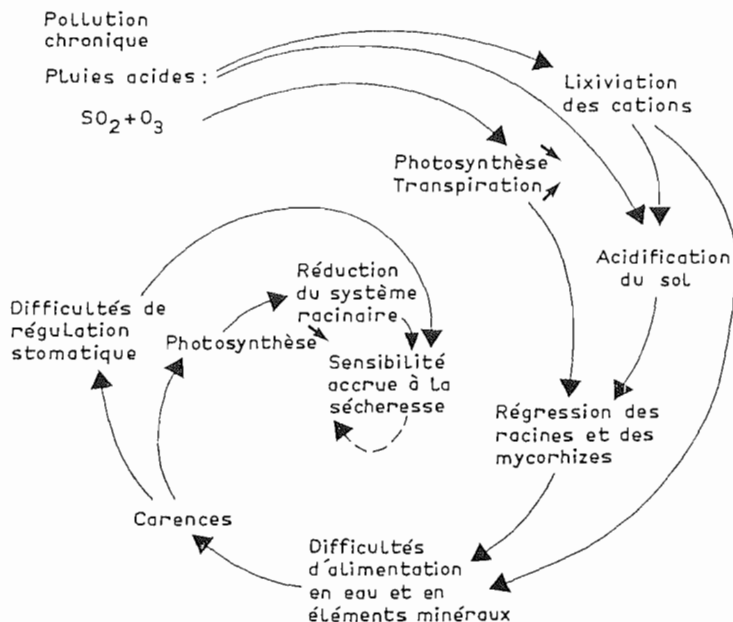 Pollution
chronique
Pluies acides :
SO2+O3
Lixiviation
des cations
Photosynthèse
Transpiration
Acidification
du sol
Réduction
du système
racinaire
Difficultés de
régulation
stomatique
Photosynthèse
Sensibilité
accrue à la
sécheresse
Régression des
racines et des
mycorhizes
Carences
Difficultés
d'alimentation
en eau et en
éléments minéraux